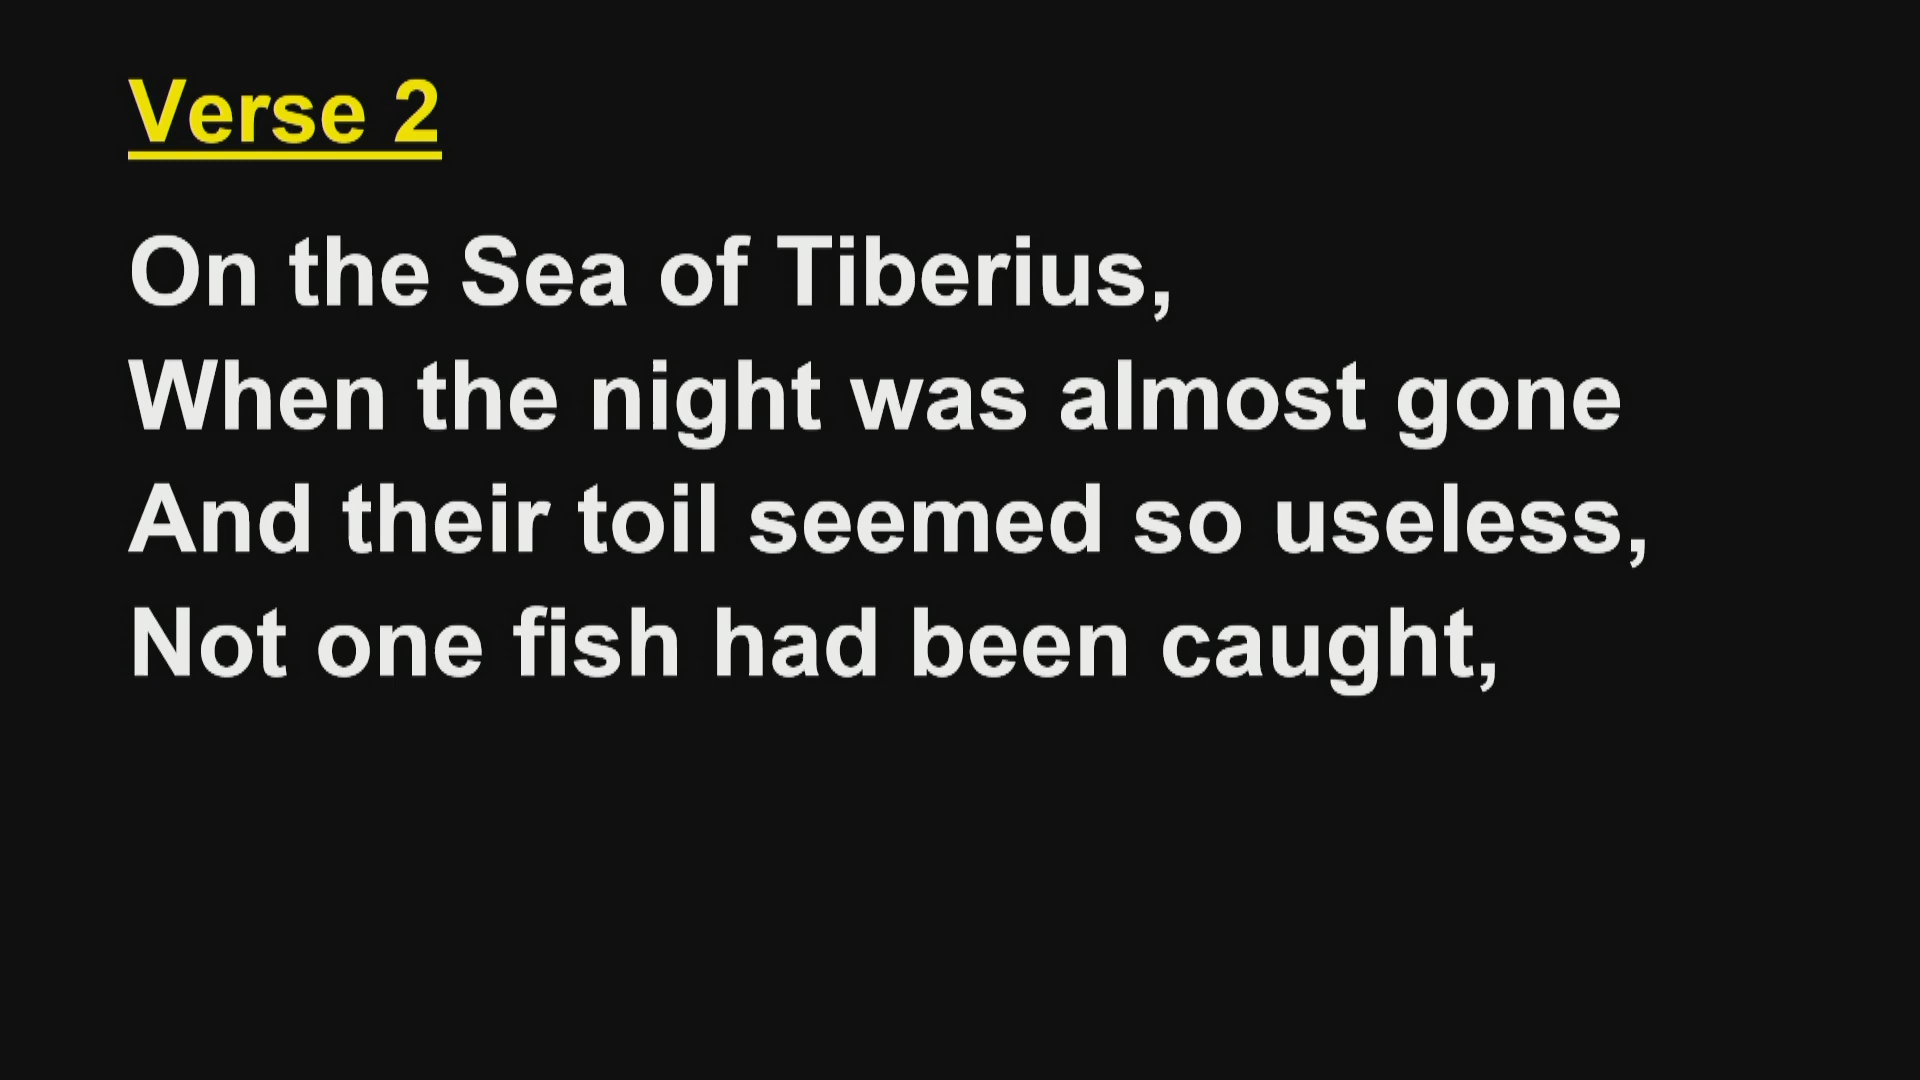 Verse 2
On the Sea of Tiberius,
When the night was almost gone
And their toil seemed so useless,
Not one fish had been caught,